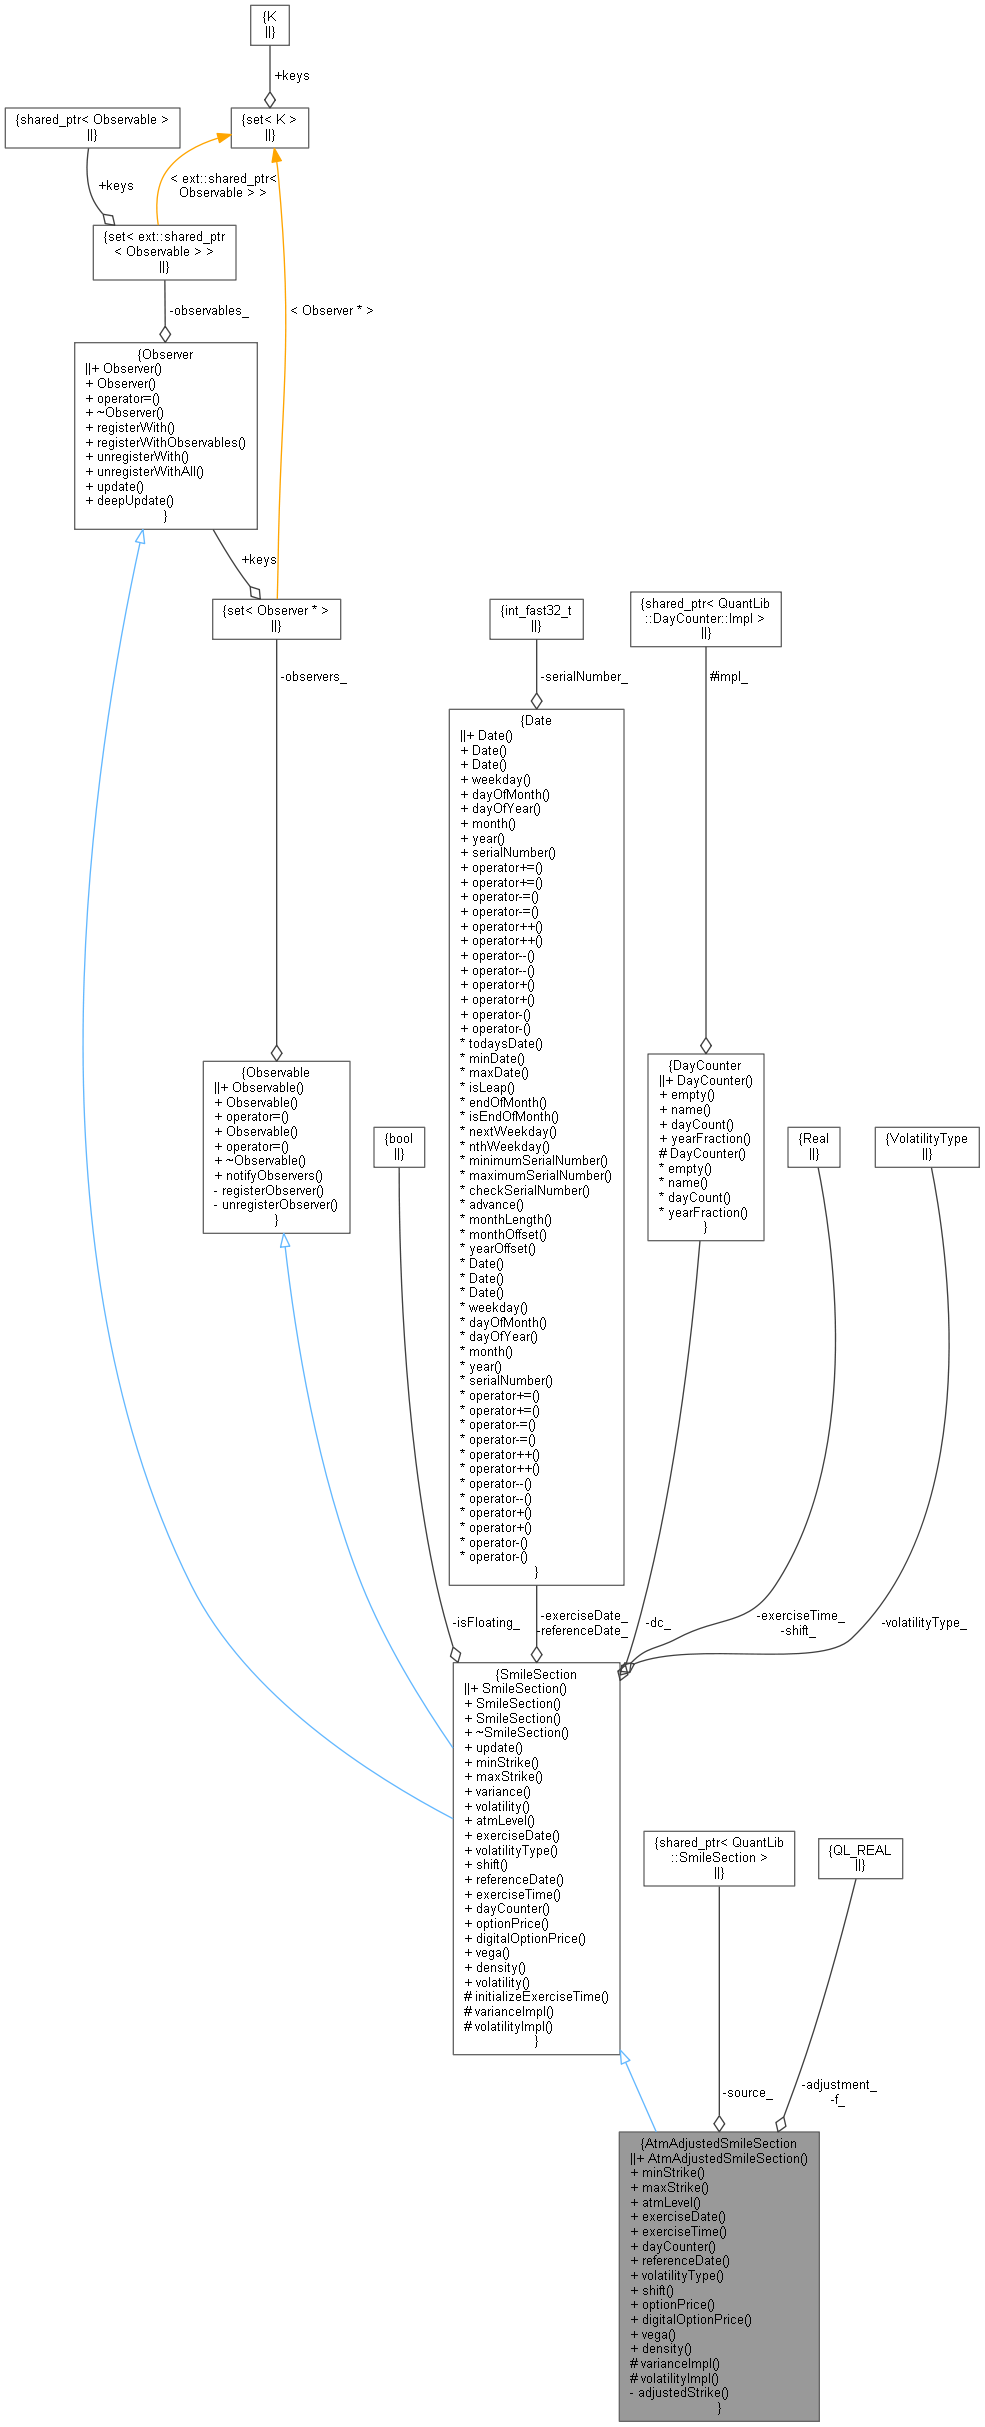 {K
||}
+keys
{shared_ptr< Observable >
||}
{set< K >
||}
+keys
< ext::shared_ptr<
Observable > >
{set< ext::shared_ptr
< Observable > >
||}
-observables_
< Observer * >
{Observer
||+ Observer()
+ Observer()
+ operator=()
+ ~Observer()
+ registerWith()
+ registerWithObservables()
+ unregisterWith()
+ unregisterWithAll()
+ update()
+ deepUpdate()
}
+keys
{set< Observer * >
||}
-observers_
{int_fast32_t
||}
-serialNumber_
{shared_ptr< QuantLib
::DayCounter::Impl >
||}
#impl_
{Date
||+ Date()
+ Date()
+ Date()
+ weekday()
+ dayOfMonth()
+ dayOfYear()
+ month()
+ year()
+ serialNumber()
+ operator+=()
+ operator+=()
+ operator-=()
+ operator-=()
+ operator++()
+ operator++()
+ operator--()
+ operator--()
+ operator+()
+ operator+()
+ operator-()
+ operator-()
* todaysDate()
* minDate()
* maxDate()
* isLeap()
* endOfMonth()
* isEndOfMonth()
* nextWeekday()
* nthWeekday()
* minimumSerialNumber()
* maximumSerialNumber()
* checkSerialNumber()
* advance()
* monthLength()
* monthOffset()
* yearOffset()
* Date()
* Date()
* Date()
* weekday()
* dayOfMonth()
* dayOfYear()
* month()
* year()
* serialNumber()
* operator+=()
* operator+=()
* operator-=()
* operator-=()
* operator++()
* operator++()
* operator--()
* operator--()
* operator+()
* operator+()
* operator-()
* operator-()
}
{Observable
||+ Observable()
+ Observable()
+ operator=()
+ Observable()
+ operator=()
+ ~Observable()
+ notifyObservers()
- registerObserver()
- unregisterObserver()
}
{bool
||}
{DayCounter
||+ DayCounter()
+ empty()
+ name()
+ dayCount()
+ yearFraction()
# DayCounter()
* empty()
* name()
* dayCount()
* yearFraction()
}
{Real
||}
{VolatilityType
||}
-isFloating_
-exerciseDate_
-referenceDate_
-dc_
-exerciseTime_
-shift_
-volatilityType_
{SmileSection
||+ SmileSection()
+ SmileSection()
+ SmileSection()
+ ~SmileSection()
+ update()
+ minStrike()
+ maxStrike()
+ variance()
+ volatility()
+ atmLevel()
+ exerciseDate()
+ volatilityType()
+ shift()
+ referenceDate()
+ exerciseTime()
+ dayCounter()
+ optionPrice()
+ digitalOptionPrice()
+ vega()
+ density()
+ volatility()
# initializeExerciseTime()
# varianceImpl()
# volatilityImpl()
}
{shared_ptr< QuantLib
::SmileSection >
||}
{QL_REAL
||}
-source_
-adjustment_
-f_
{AtmAdjustedSmileSection
||+ AtmAdjustedSmileSection()
+ minStrike()
+ maxStrike()
+ atmLevel()
+ exerciseDate()
+ exerciseTime()
+ dayCounter()
+ referenceDate()
+ volatilityType()
+ shift()
+ optionPrice()
+ digitalOptionPrice()
+ vega()
+ density()
# varianceImpl()
# volatilityImpl()
- adjustedStrike()
}